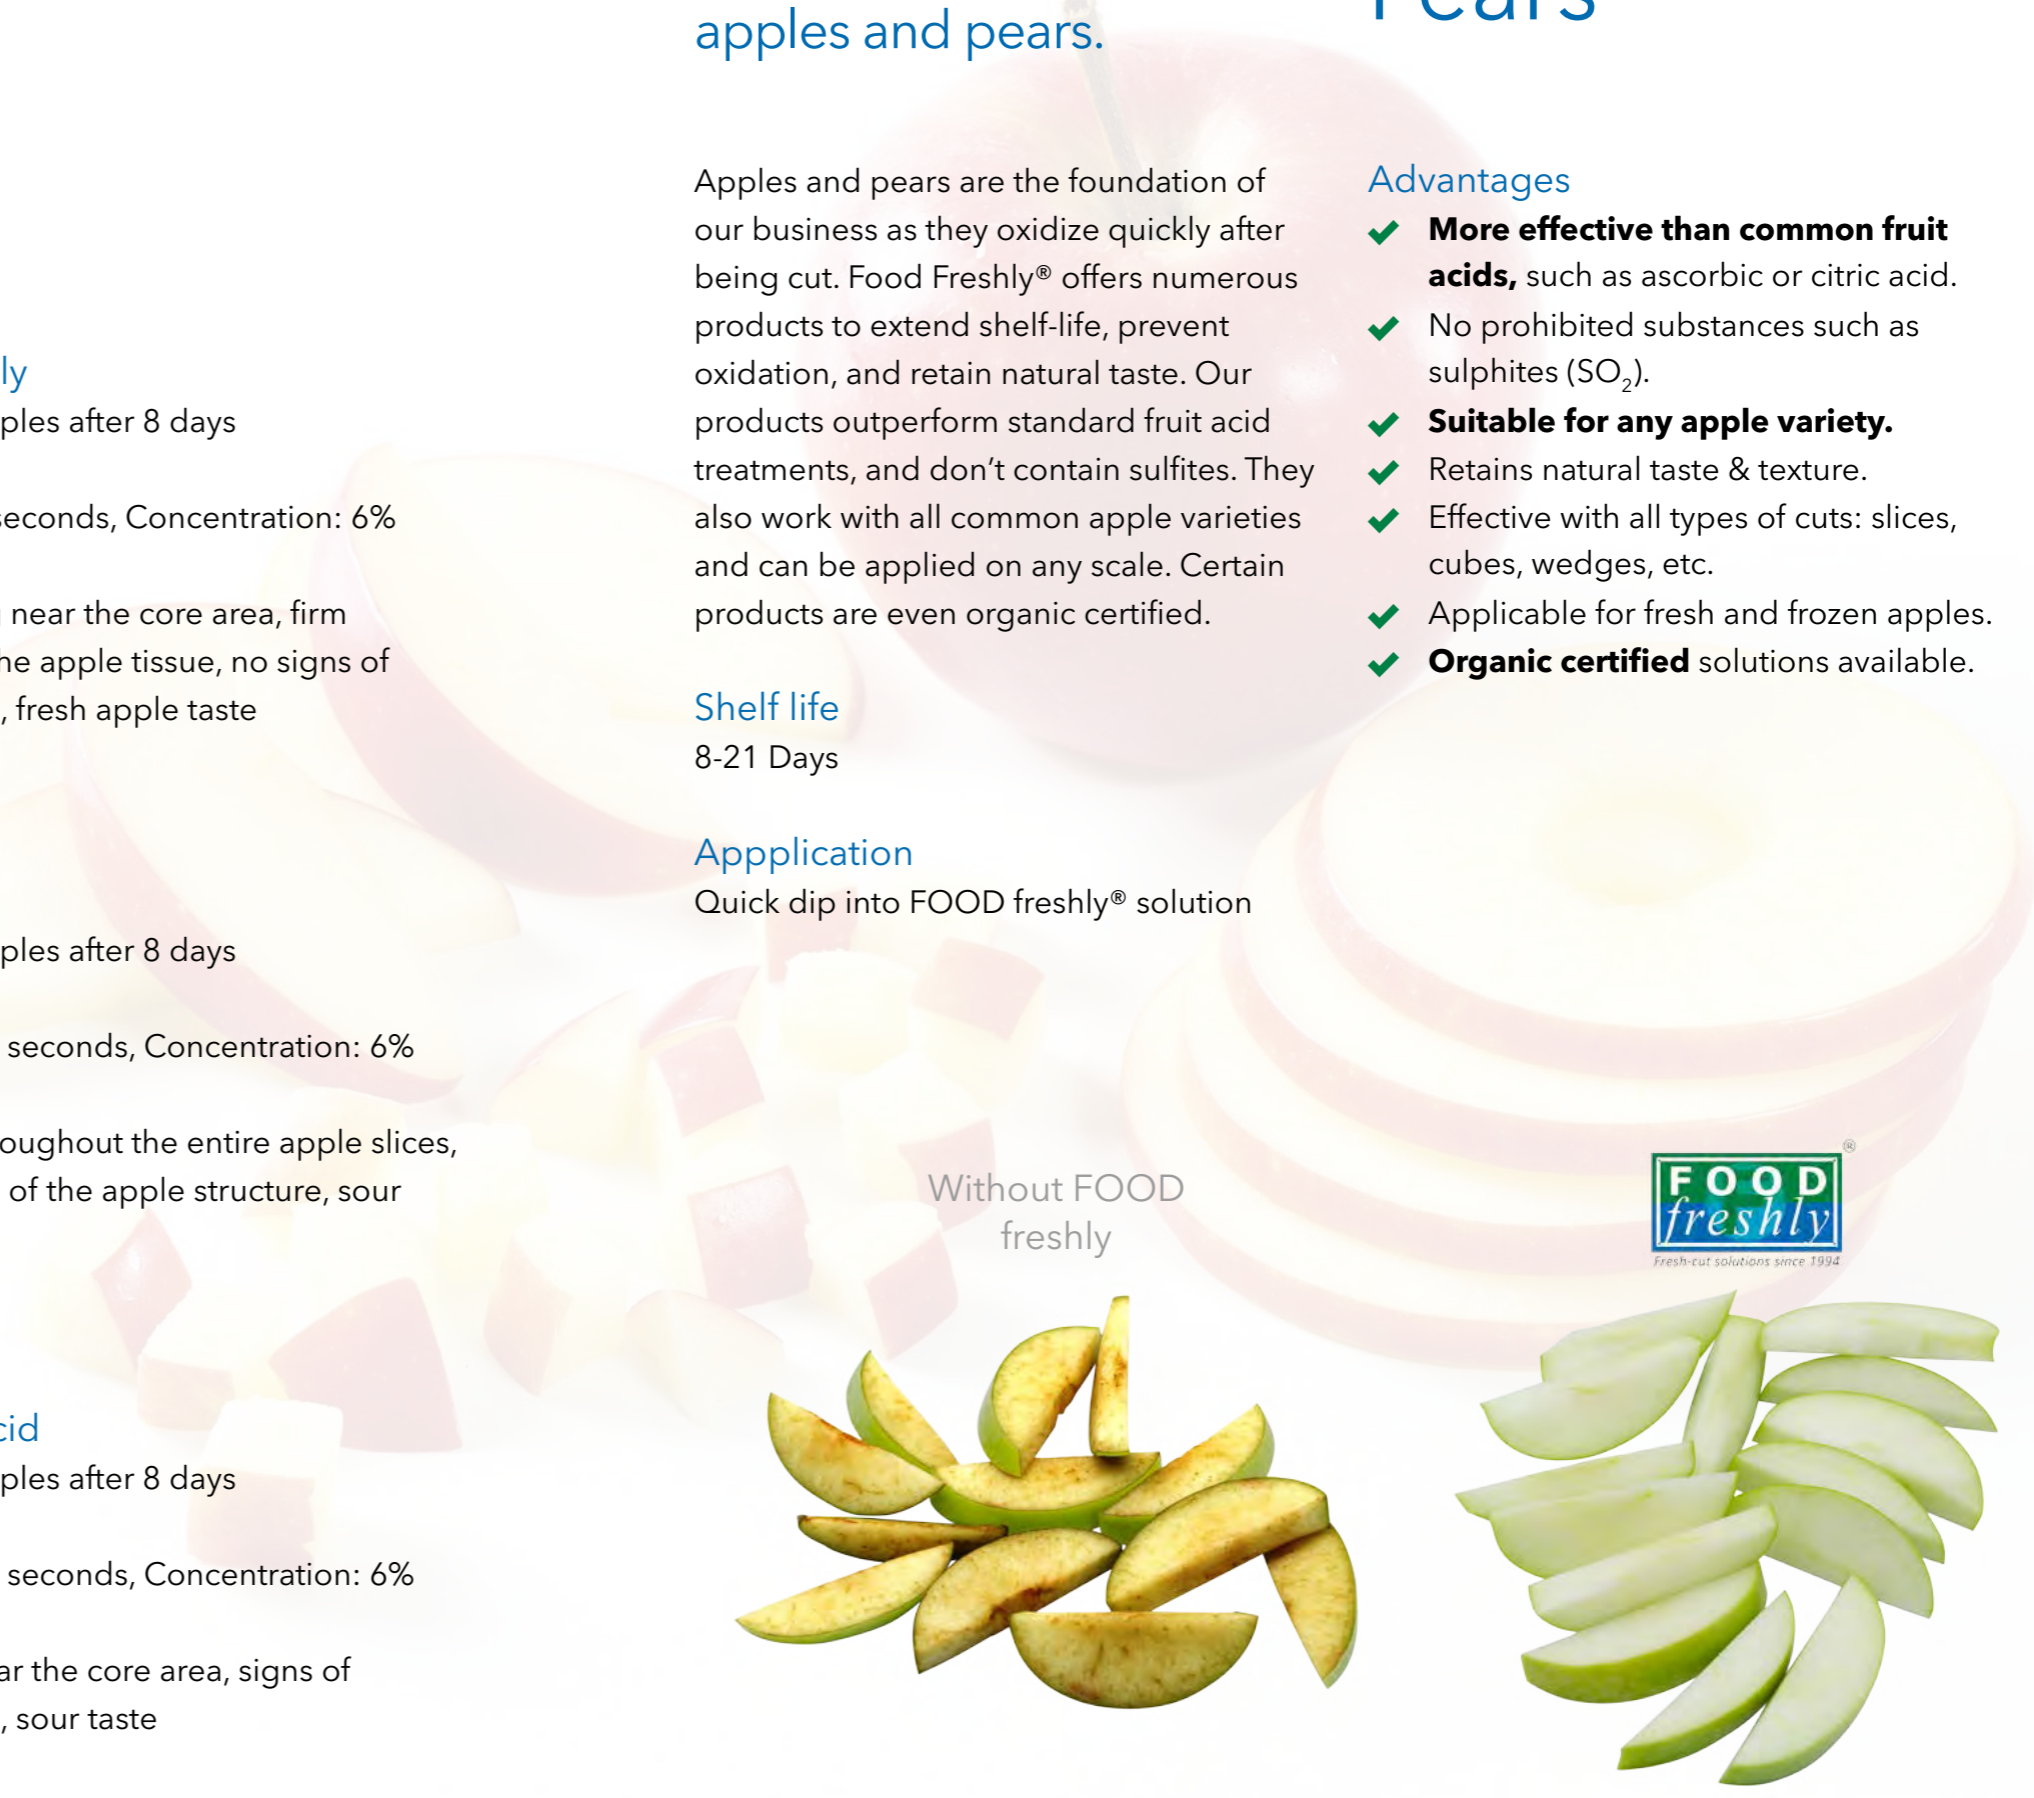 ly
ples after 8 days
seconds, Concentration: 6%
near the core area, firm
he apple tissue, no signs of
, fresh apple taste
ples after 8 days
seconds, Concentration: 6%
oughout the entire apple slices,
of the apple structure, sour
cid
ples after 8 days
seconds, Concentration: 6%
ar the core area, signs of
, sour taste
apples and pears.
Apples and pears are the foundation of
our business as they oxidize quickly after
being cut. Food Freshly® offers numerous
products to extend shelf-life, prevent
oxidation, and retain natural taste. Our
products outperform standard fruit acid
treatments, and don’t contain sulfites. They
also work with all common apple varieties
and can be applied on any scale. Certain
products are even organic certified.
Shelf life
8-21 Days
Appplication
Quick dip into FOOD freshly® solution
Without FOOD
freshly
Pears
Advantages
✔ More effective than common fruit
acids, such as ascorbic or citric acid.
✔ No prohibited substances such as
sulphites (SO₂).
✔ Suitable for any apple variety.
✔ Retains natural taste & texture.
✔ Effective with all types of cuts: slices,
cubes, wedges, etc.
✔ Applicable for fresh and frozen apples.
✔ Organic certified solutions available.
FOOD ®
freshly
Fresh-cut solutions since 1994